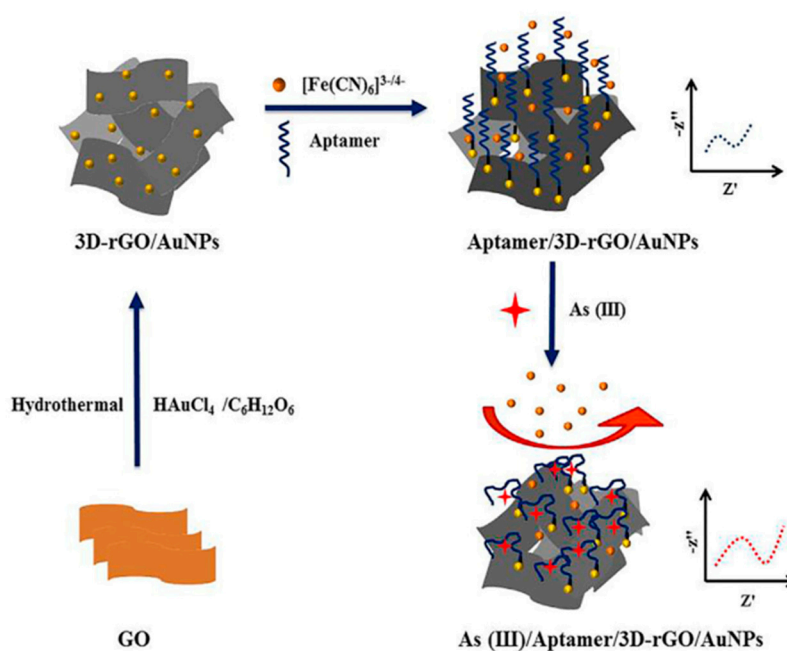 [Fe(CN)₆]³⁻/⁴⁻
Aptamer
-z''
Z'
3D-rGO/AuNPs
Aptamer/3D-rGO/AuNPs
As (III)
Hydrothermal
HAuCl₄ /C₆H₁₂O₆
-z''
Z'
GO
As (III)/Aptamer/3D-rGO/AuNPs